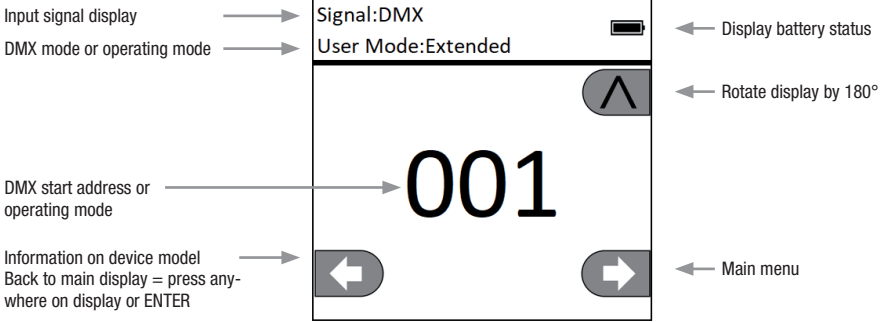 Input signal display
DMX mode or operating mode
Signal:DMX
User Mode:Extended
Display battery status
Rotate display by 180°
001
DMX start address or
operating mode
Information on device model
Back to main display = press any-
where on display or ENTER
Main menu